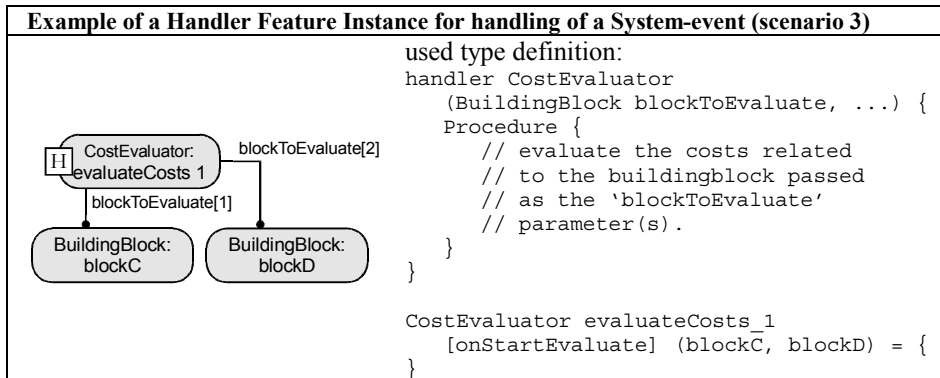 Example of a Handler Feature Instance for handling of a System-event (scenario 3)
H
CostEvaluator:
evaluateCosts 1
blockToEvaluate[2]
blockToEvaluate[1]
BuildingBlock:
blockC
BuildingBlock:
blockD
used type definition:
handler CostEvaluator
(BuildingBlock blockToEvaluate, ...) {
Procedure {
// evaluate the costs related
// to the buildingblock passed
// as the ‘blockToEvaluate’
// parameter(s).
}
}
CostEvaluator evaluateCosts_1
[onStartEvaluate] (blockC, blockD) = {
}